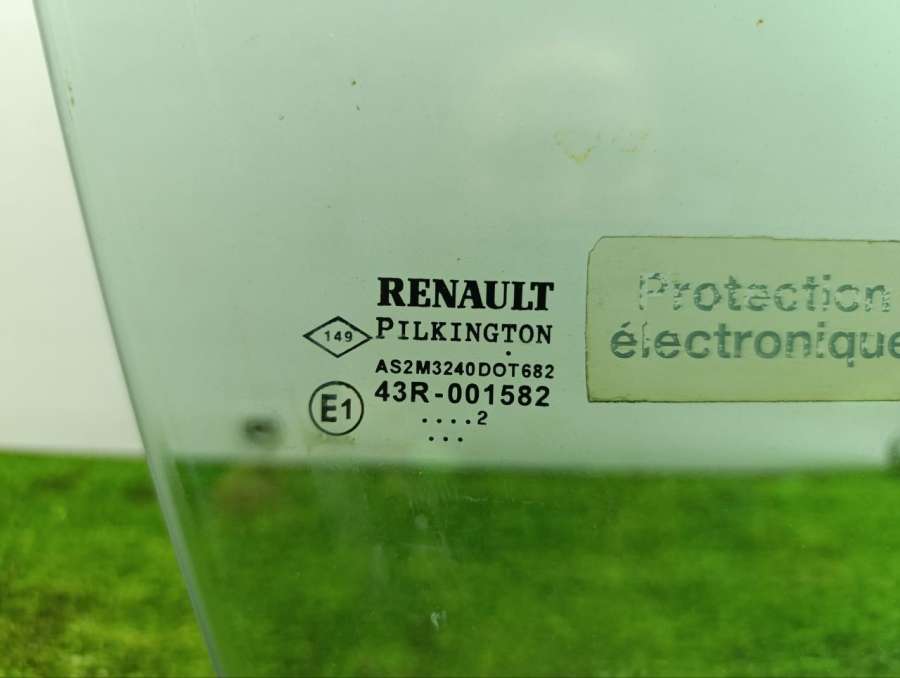 RENAULT
149
PILKINGTON
AS2M3240DOT682
43R-001582
E1
....2
...
Protection
électronique